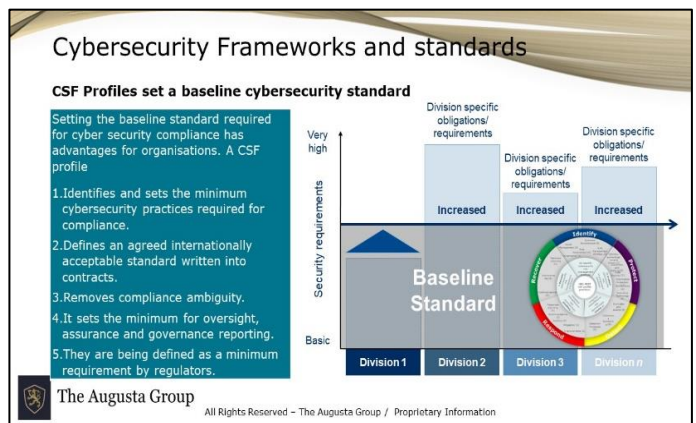 Cybersecurity Frameworks and standards
CSF Profiles set a baseline cybersecurity standard
Setting the baseline standard required
for cyber security compliance has
advantages for organisations. A CSF
profile
1.Identifies and sets the minimum
cybersecurity practices required for
compliance.
2.Defines an agreed internationally
acceptable standard written into
contracts.
3.Removes compliance ambiguity.
4.It sets the minimum for oversight,
assurance and governance reporting.
5.They are being defined as a minimum
requirement by regulators.
Very
high
Security requirements
Basic
Division specific
obligations/
requirements
Division specific
obligations/
requirements
Division specific
obligations/
requirements
Increased
Increased
Increased
Baseline
Standard
Identify
Protect
Respond
Recover
Division 1
Division 2
Division 3
Division n
The Augusta Group
All Rights Reserved – The Augusta Group / Proprietary Information